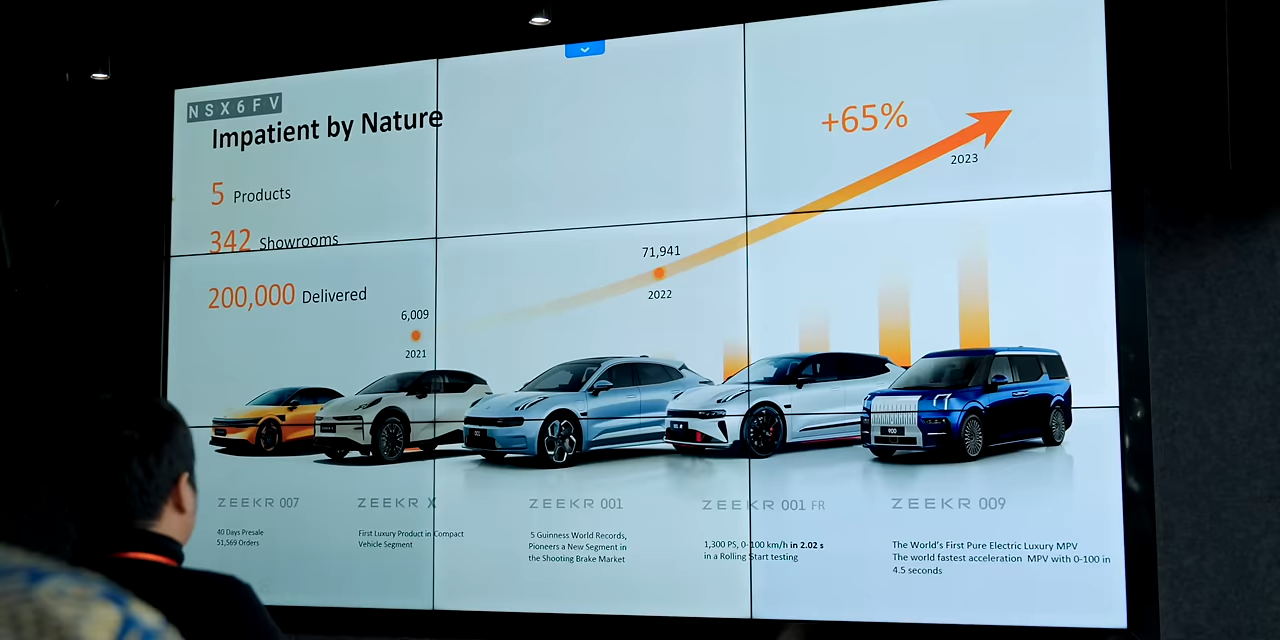 NSX6FV
Impatient by Nature
5 Products
342 Showrooms
200,000 Delivered
+65%
2023
71,941
2022
6,009
2021
ZEEKR 007
40 Days Presale
51,569 Orders
ZEEKR X
First Luxury Product in Compact
Vehicle Segment
ZEEKR 001
5 Guinness World Records,
Pioneers a New Segment in
the Shooting Brake Market
ZEEKR 001 FR
1,300 PS, 0-100 km/h in 2.02 s
in a Rolling Start testing
ZEEKR 009
The World's First Pure Electric Luxury MPV
The world fastest acceleration MPV with 0-100 in
4.5 seconds